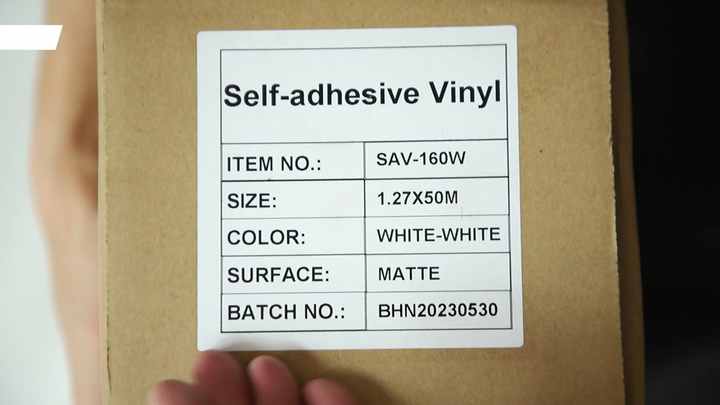 Self-adhesive Vinyl
ITEM NO.: SAV-160W
SIZE: 1.27X50M
COLOR: WHITE-WHITE
SURFACE: MATTE
BATCH NO.: BHN20230530